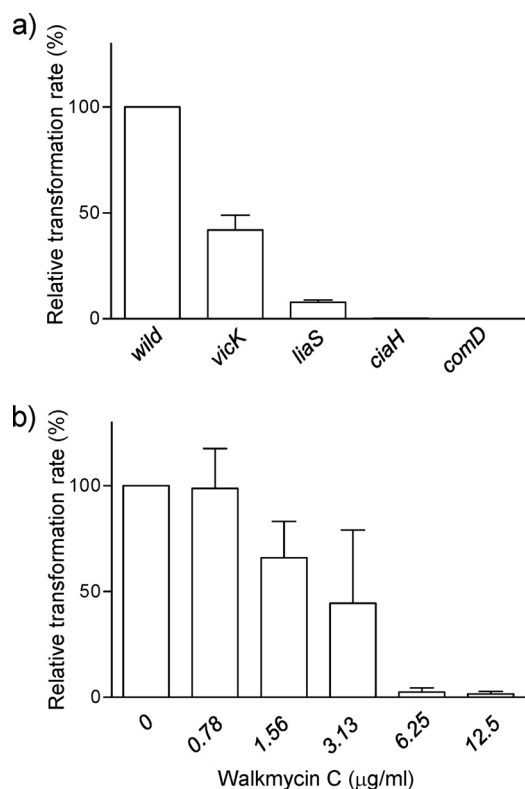 a)
Relative transformation rate (%)
100
50
0
wild
vicK
liaS
ciaH
comD
b)
Relative transformation rate (%)
100
50
0
0
0.78
1.56
3.13
6.25
12.5
Walkmycin C (μg/ml)